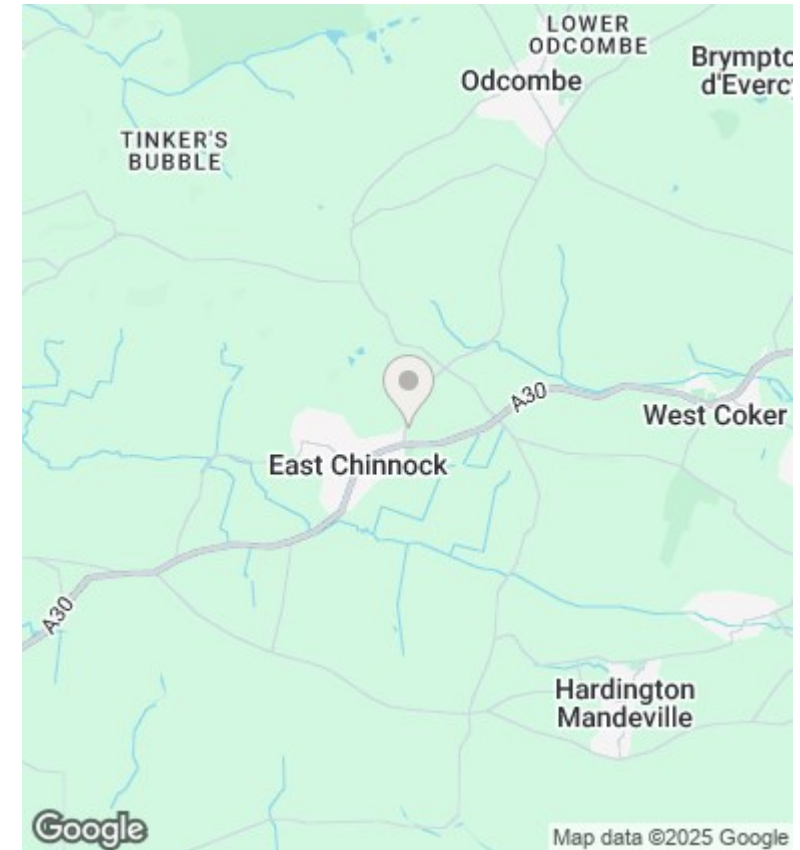 LOWER
ODCOMBE
Odcombe
Brympto
d'Evercy
TINKER'S
BUBBLE
A30
West Coker
East Chinnock
A30
Hardington
Mandeville
Google
Map data ©2025 Google